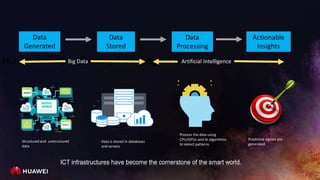 Data
Generated
Data
Stored
Data
Processing
Actionable
Insights
Big Data
Artificial Intelligence
Structured and unstructured
data
Data is stored in databases
and servers
Process the data using
CPU/GPUs and AI algorithms
to detect patterns
Predictive signals are
generated
ICT infrastructures have become the cornerstone of the smart world.
HUAWEI